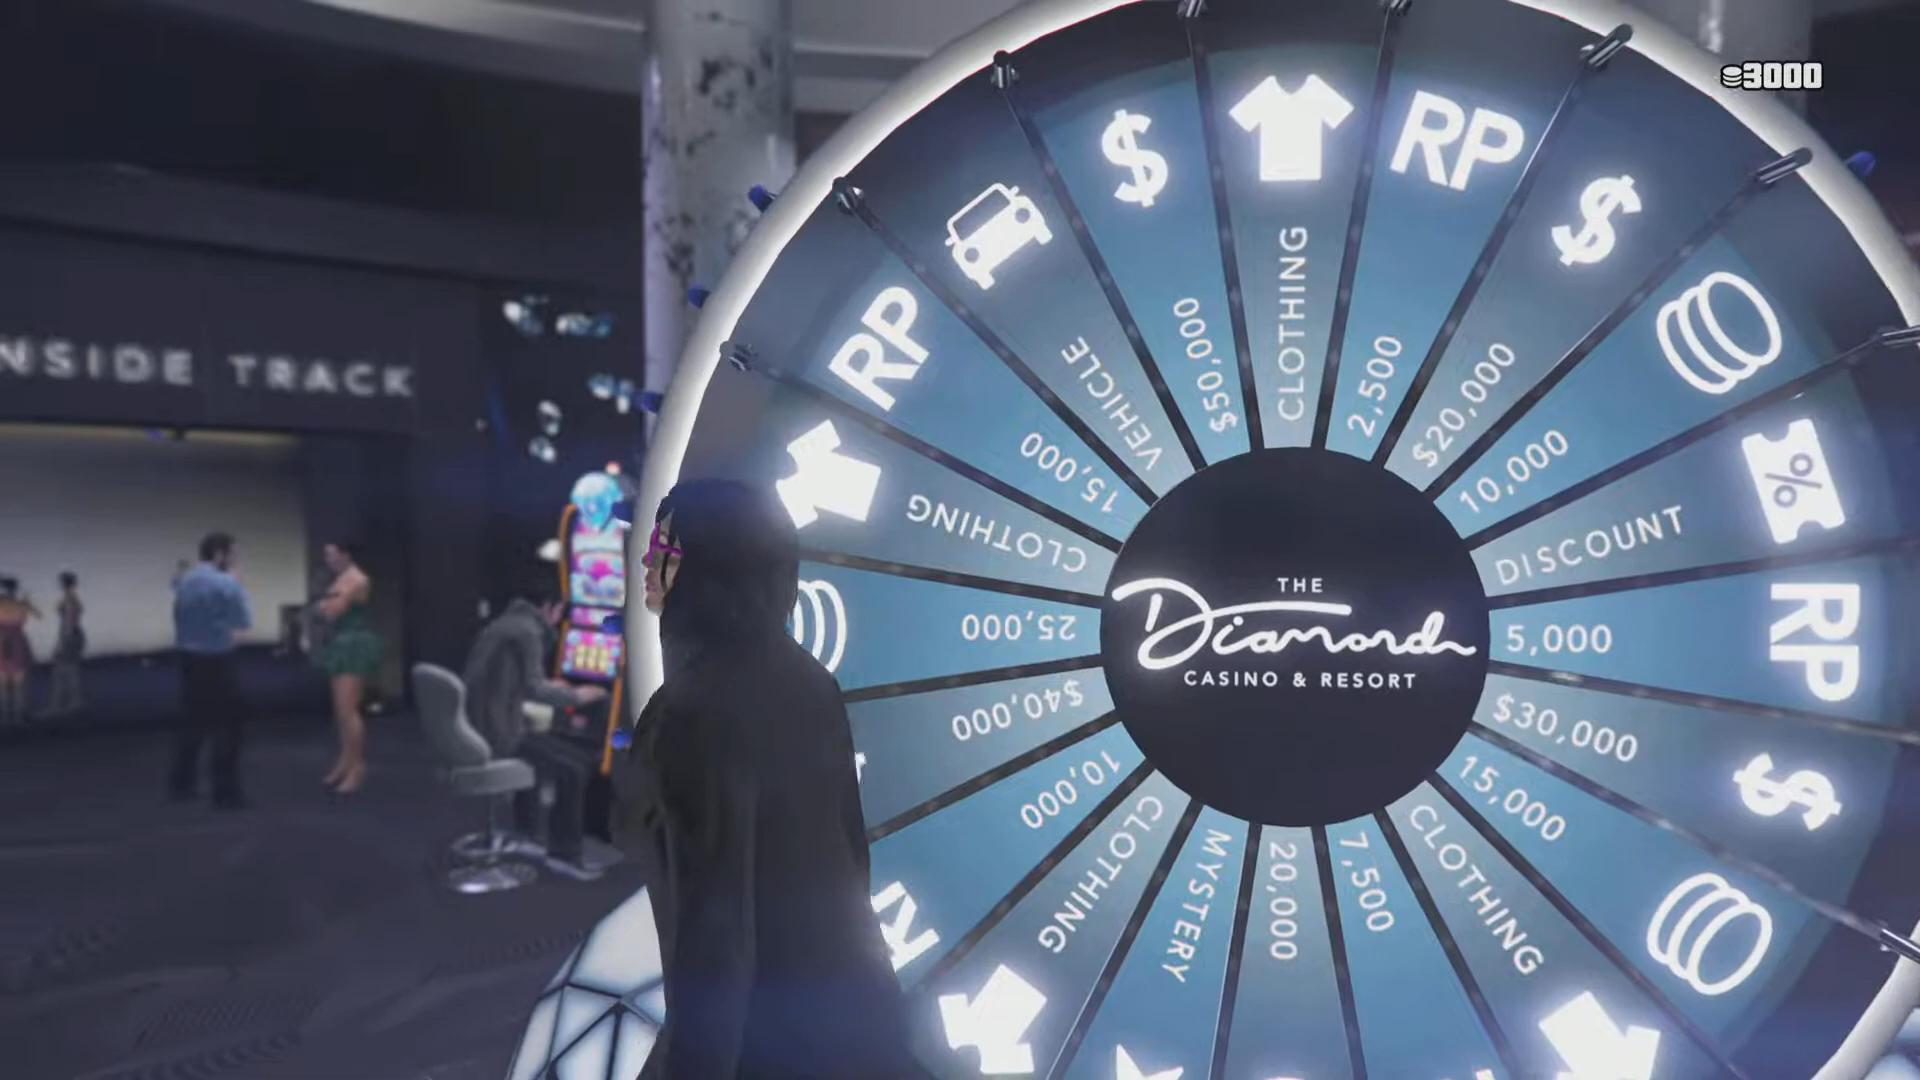 3000
RP
CLOTHING
2,500
$20,000
10,000
DISCOUNT
%
5,000
RP
$30,000
$
15,000
CLOTHING
7,500
20,000
MYSTERY
CLOTHING
10,000
$40,000
25,000
CLOTHING
15,000
RP
VEHICLE
$50,000
$
$
INSIDE TRACK
THE
Diamond
CASINO & RESORT